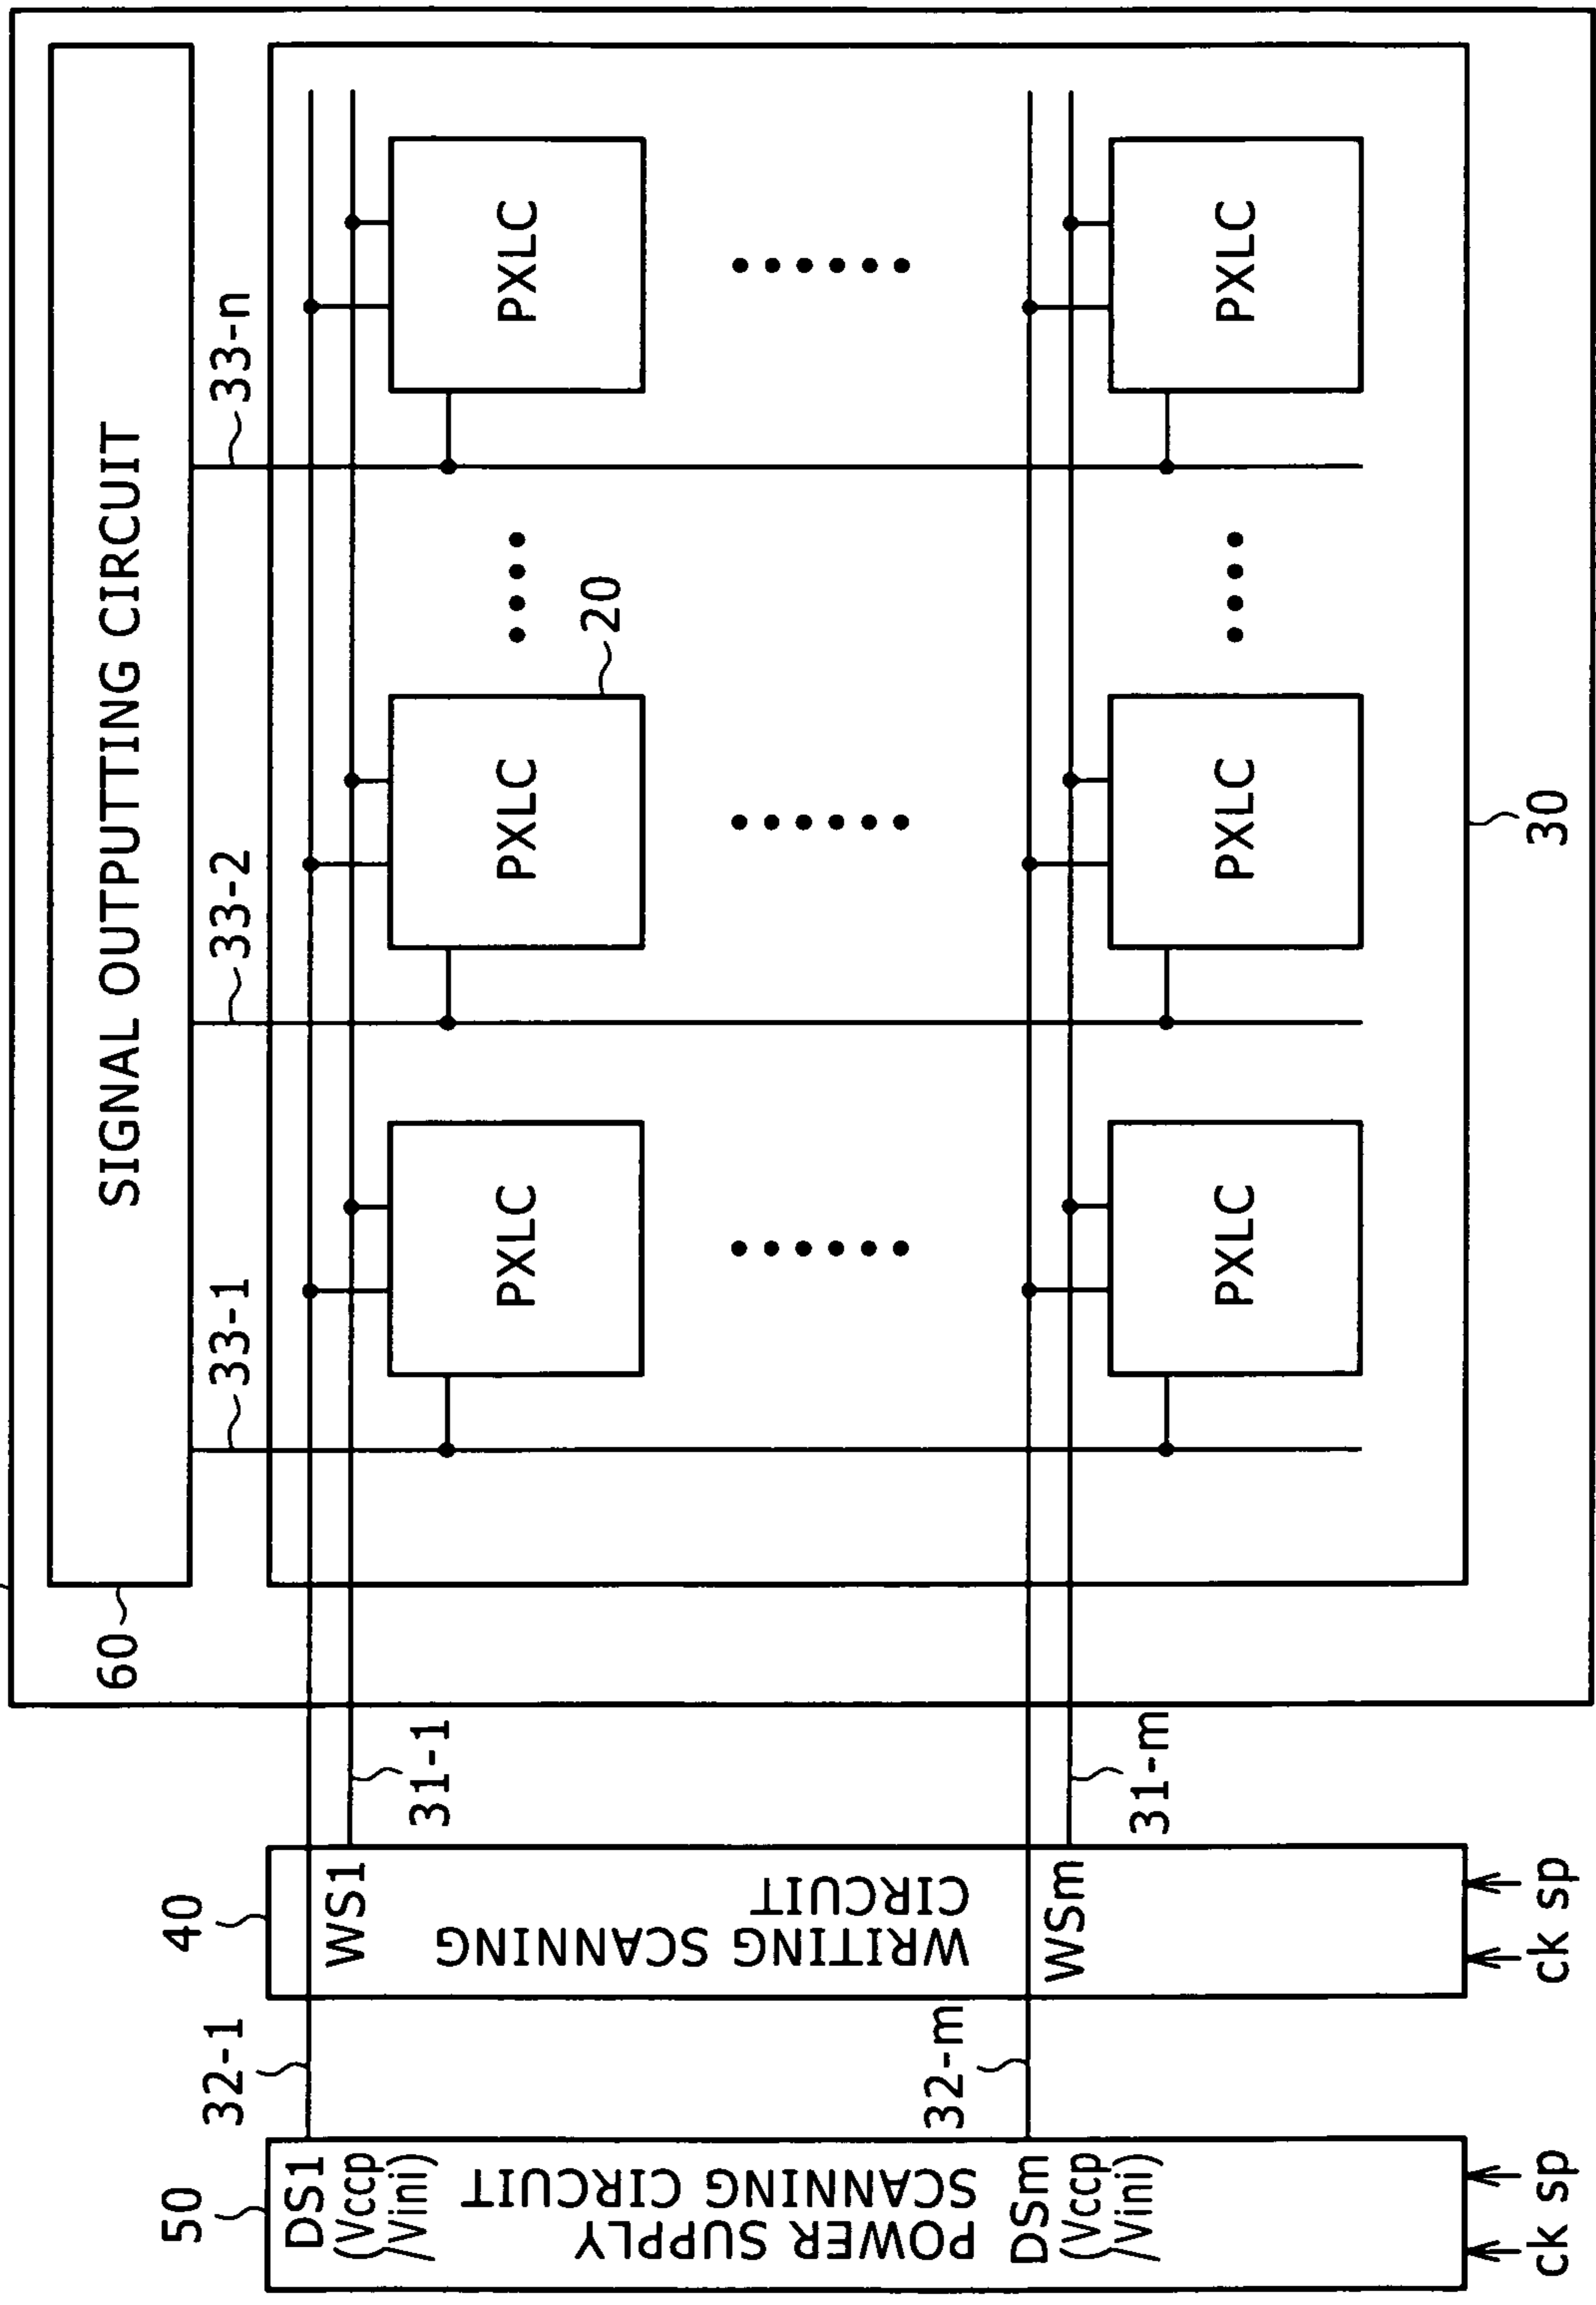 SIGNAL OUTPUTTING CIRCUIT
60
33-1
33-2
33-n
50
32-1
40
DS1
(Vccp
/Vini)
WS1
31-1
PXLC
PXLC
PXLC
20
POWER SUPPLY
SCANNING CIRCUIT
WRITING SCANNING
CIRCUIT
32-m
DSm
(Vccp
/Vini)
WSm
31-m
PXLC
PXLC
PXLC
ck sp
ck sp
30